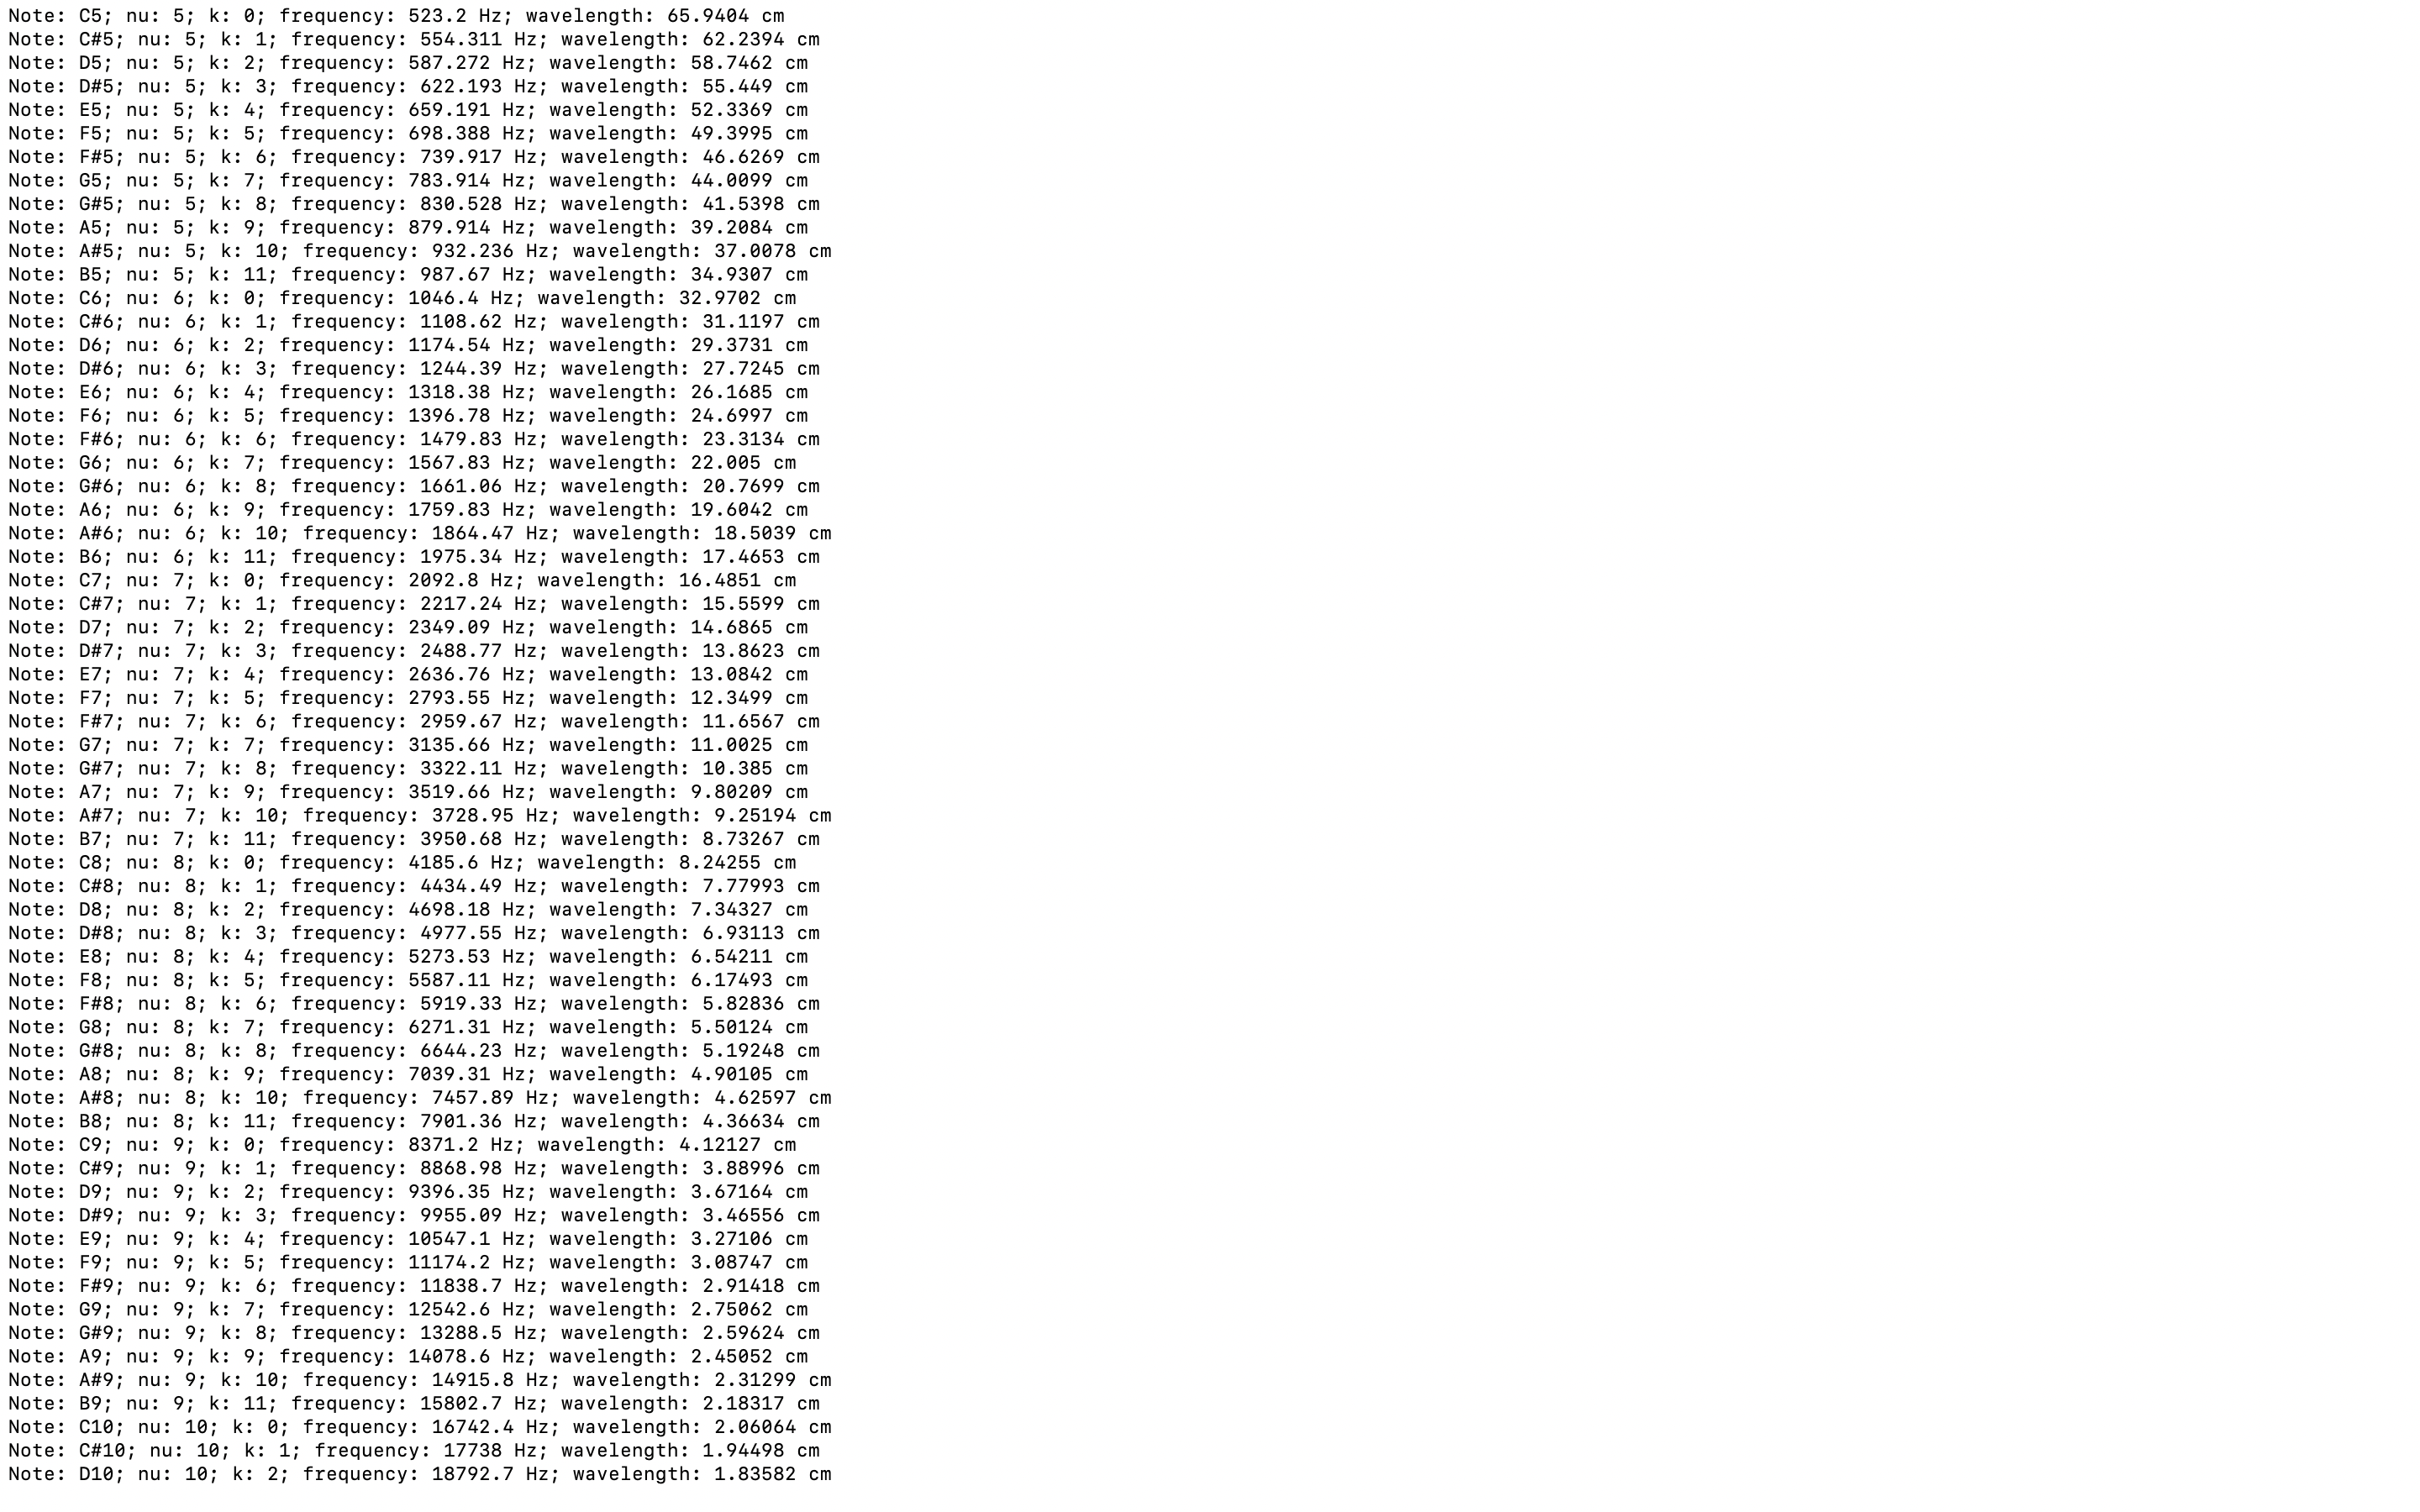 Note: C5; nu: 5; k: 0; frequency: 523.2 Hz; wavelength: 65.9404 cm
Note: C#5; nu: 5; k: 1; frequency: 554.311 Hz; wavelength: 62.2394 cm
Note: D5; nu: 5; k: 2; frequency: 587.272 Hz; wavelength: 58.7462 cm
Note: D#5; nu: 5; k: 3; frequency: 622.193 Hz; wavelength: 55.449 cm
Note: E5; nu: 5; k: 4; frequency: 659.191 Hz; wavelength: 52.3369 cm
Note: F5; nu: 5; k: 5; frequency: 698.388 Hz; wavelength: 49.3995 cm
Note: F#5; nu: 5; k: 6; frequency: 739.917 Hz; wavelength: 46.6269 cm
Note: G5; nu: 5; k: 7; frequency: 783.914 Hz; wavelength: 44.0099 cm
Note: G#5; nu: 5; k: 8; frequency: 830.528 Hz; wavelength: 41.5398 cm
Note: A5; nu: 5; k: 9; frequency: 879.914 Hz; wavelength: 39.2084 cm
Note: A#5; nu: 5; k: 10; frequency: 932.236 Hz; wavelength: 37.0078 cm
Note: B5; nu: 5; k: 11; frequency: 987.67 Hz; wavelength: 34.9307 cm
Note: C6; nu: 6; k: 0; frequency: 1046.4 Hz; wavelength: 32.9702 cm
Note: C#6; nu: 6; k: 1; frequency: 1108.62 Hz; wavelength: 31.1197 cm
Note: D6; nu: 6; k: 2; frequency: 1174.54 Hz; wavelength: 29.3731 cm
Note: D#6; nu: 6; k: 3; frequency: 1244.39 Hz; wavelength: 27.7245 cm
Note: E6; nu: 6; k: 4; frequency: 1318.38 Hz; wavelength: 26.1685 cm
Note: F6; nu: 6; k: 5; frequency: 1396.78 Hz; wavelength: 24.6997 cm
Note: F#6; nu: 6; k: 6; frequency: 1479.83 Hz; wavelength: 23.3134 cm
Note: G6; nu: 6; k: 7; frequency: 1567.83 Hz; wavelength: 22.005 cm
Note: G#6; nu: 6; k: 8; frequency: 1661.06 Hz; wavelength: 20.7699 cm
Note: A6; nu: 6; k: 9; frequency: 1759.83 Hz; wavelength: 19.6042 cm
Note: A#6; nu: 6; k: 10; frequency: 1864.47 Hz; wavelength: 18.5039 cm
Note: B6; nu: 6; k: 11; frequency: 1975.34 Hz; wavelength: 17.4653 cm
Note: C7; nu: 7; k: 0; frequency: 2092.8 Hz; wavelength: 16.4851 cm
Note: C#7; nu: 7; k: 1; frequency: 2217.24 Hz; wavelength: 15.5599 cm
Note: D7; nu: 7; k: 2; frequency: 2349.09 Hz; wavelength: 14.6865 cm
Note: D#7; nu: 7; k: 3; frequency: 2488.77 Hz; wavelength: 13.8623 cm
Note: E7; nu: 7; k: 4; frequency: 2636.76 Hz; wavelength: 13.0842 cm
Note: F7; nu: 7; k: 5; frequency: 2793.55 Hz; wavelength: 12.3499 cm
Note: F#7; nu: 7; k: 6; frequency: 2959.67 Hz; wavelength: 11.6567 cm
Note: G7; nu: 7; k: 7; frequency: 3135.66 Hz; wavelength: 11.0025 cm
Note: G#7; nu: 7; k: 8; frequency: 3322.11 Hz; wavelength: 10.385 cm
Note: A7; nu: 7; k: 9; frequency: 3519.66 Hz; wavelength: 9.80209 cm
Note: A#7; nu: 7; k: 10; frequency: 3728.95 Hz; wavelength: 9.25194 cm
Note: B7; nu: 7; k: 11; frequency: 3950.68 Hz; wavelength: 8.73267 cm
Note: C8; nu: 8; k: 0; frequency: 4185.6 Hz; wavelength: 8.24255 cm
Note: C#8; nu: 8; k: 1; frequency: 4434.49 Hz; wavelength: 7.77993 cm
Note: D8; nu: 8; k: 2; frequency: 4698.18 Hz; wavelength: 7.34327 cm
Note: D#8; nu: 8; k: 3; frequency: 4977.55 Hz; wavelength: 6.93113 cm
Note: E8; nu: 8; k: 4; frequency: 5273.53 Hz; wavelength: 6.54211 cm
Note: F8; nu: 8; k: 5; frequency: 5587.11 Hz; wavelength: 6.17493 cm
Note: F#8; nu: 8; k: 6; frequency: 5919.33 Hz; wavelength: 5.82836 cm
Note: G8; nu: 8; k: 7; frequency: 6271.31 Hz; wavelength: 5.50124 cm
Note: G#8; nu: 8; k: 8; frequency: 6644.23 Hz; wavelength: 5.19248 cm
Note: A8; nu: 8; k: 9; frequency: 7039.31 Hz; wavelength: 4.90105 cm
Note: A#8; nu: 8; k: 10; frequency: 7457.89 Hz; wavelength: 4.62597 cm
Note: B8; nu: 8; k: 11; frequency: 7901.36 Hz; wavelength: 4.36634 cm
Note: C9; nu: 9; k: 0; frequency: 8371.2 Hz; wavelength: 4.12127 cm
Note: C#9; nu: 9; k: 1; frequency: 8868.98 Hz; wavelength: 3.88996 cm
Note: D9; nu: 9; k: 2; frequency: 9396.35 Hz; wavelength: 3.67164 cm
Note: D#9; nu: 9; k: 3; frequency: 9955.09 Hz; wavelength: 3.46556 cm
Note: E9; nu: 9; k: 4; frequency: 10547.1 Hz; wavelength: 3.27106 cm
Note: F9; nu: 9; k: 5; frequency: 11174.2 Hz; wavelength: 3.08747 cm
Note: F#9; nu: 9; k: 6; frequency: 11838.7 Hz; wavelength: 2.91418 cm
Note: G9; nu: 9; k: 7; frequency: 12542.6 Hz; wavelength: 2.75062 cm
Note: G#9; nu: 9; k: 8; frequency: 13288.5 Hz; wavelength: 2.59624 cm
Note: A9; nu: 9; k: 9; frequency: 14078.6 Hz; wavelength: 2.45052 cm
Note: A#9; nu: 9; k: 10; frequency: 14915.8 Hz; wavelength: 2.31299 cm
Note: B9; nu: 9; k: 11; frequency: 15802.7 Hz; wavelength: 2.18317 cm
Note: C10; nu: 10; k: 0; frequency: 16742.4 Hz; wavelength: 2.06064 cm
Note: C#10; nu: 10; k: 1; frequency: 17738 Hz; wavelength: 1.94498 cm
Note: D10; nu: 10; k: 2; frequency: 18792.7 Hz; wavelength: 1.83582 cm